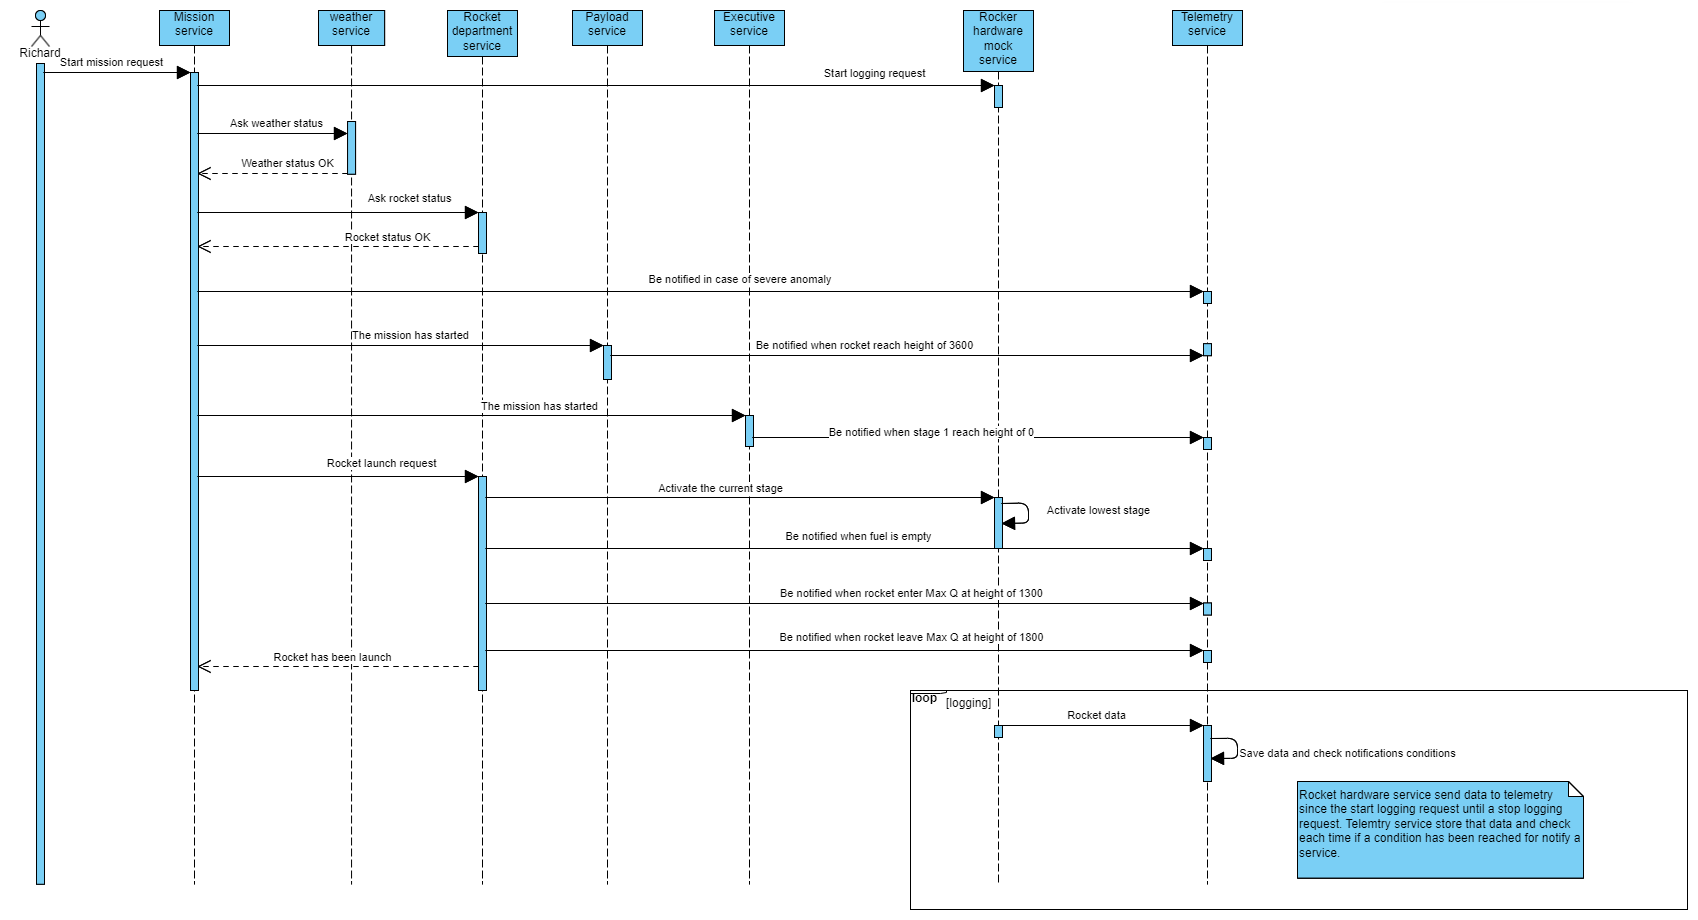 Richard
Mission
service
weather
service
Rocket
department
service
Payload
service
Executive
service
Rocker
hardware
mock
service
Telemetry
service
Start mission request
Start logging request
Ask weather status
Weather status OK
Ask rocket status
Rocket status OK
Be notified in case of severe anomaly
The mission has started
Be notified when rocket reach height of 3600
The mission has started
Be notified when stage 1 reach height of 0
Rocket launch request
Activate the current stage
Activate lowest stage
Be notified when fuel is empty
Be notified when rocket enter Max Q at height of 1300
Be notified when rocket leave Max Q at height of 1800
Rocket has been launch
loop
[logging]
Rocket data
Save data and check notifications conditions
Rocket hardware service send data to telemetry
since the start logging request until a stop logging
request. Telemtry service store that data and check
each time if a condition has been reached for notify a
service.